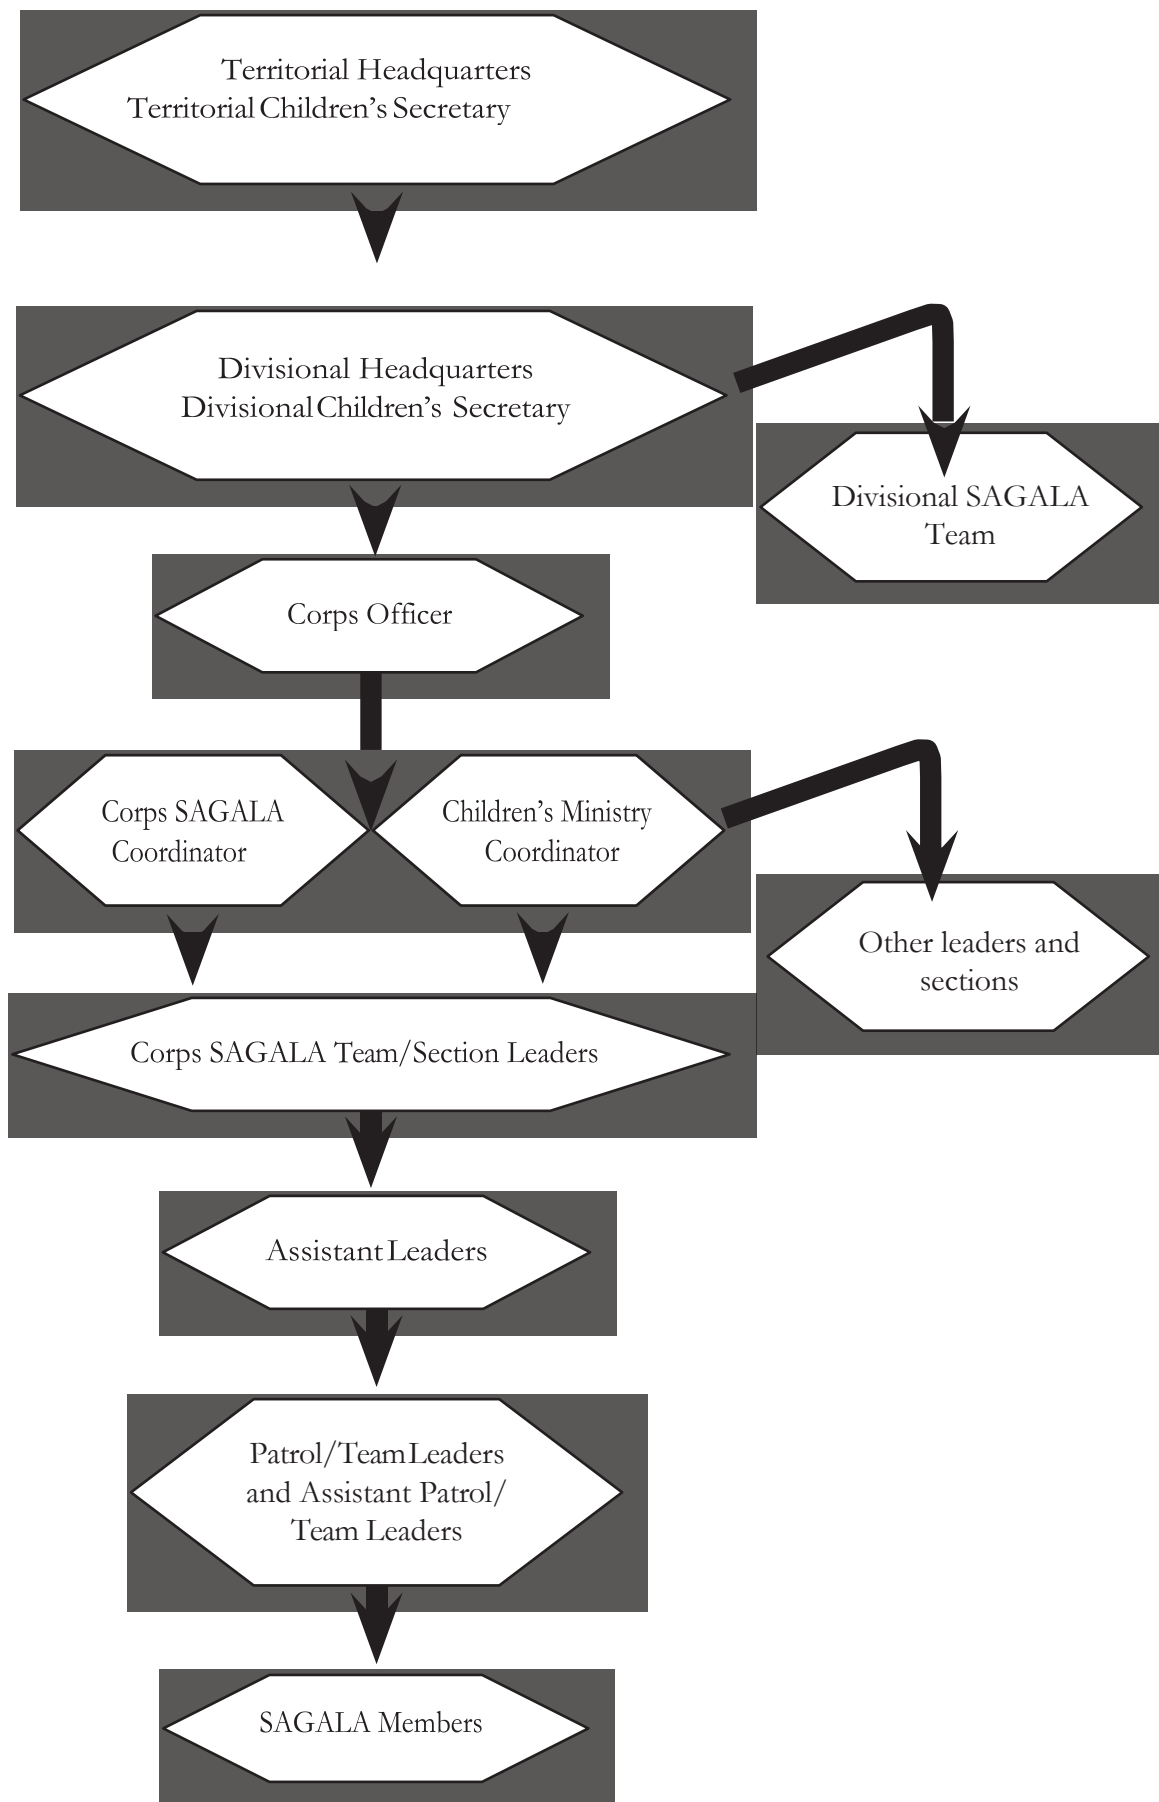 Territorial Headquarters
Territorial Children’s Secretary
Divisional Headquarters
Divisional Children’s Secretary
Divisional SAGALA
Team
Corps Officer
Corps SAGALA
Coordinator
Children’s Ministry
Coordinator
Other leaders and
sections
Corps SAGALA Team/Section Leaders
Assistant Leaders
Patrol/Team Leaders
and Assistant Patrol/
Team Leaders
SAGALA Members